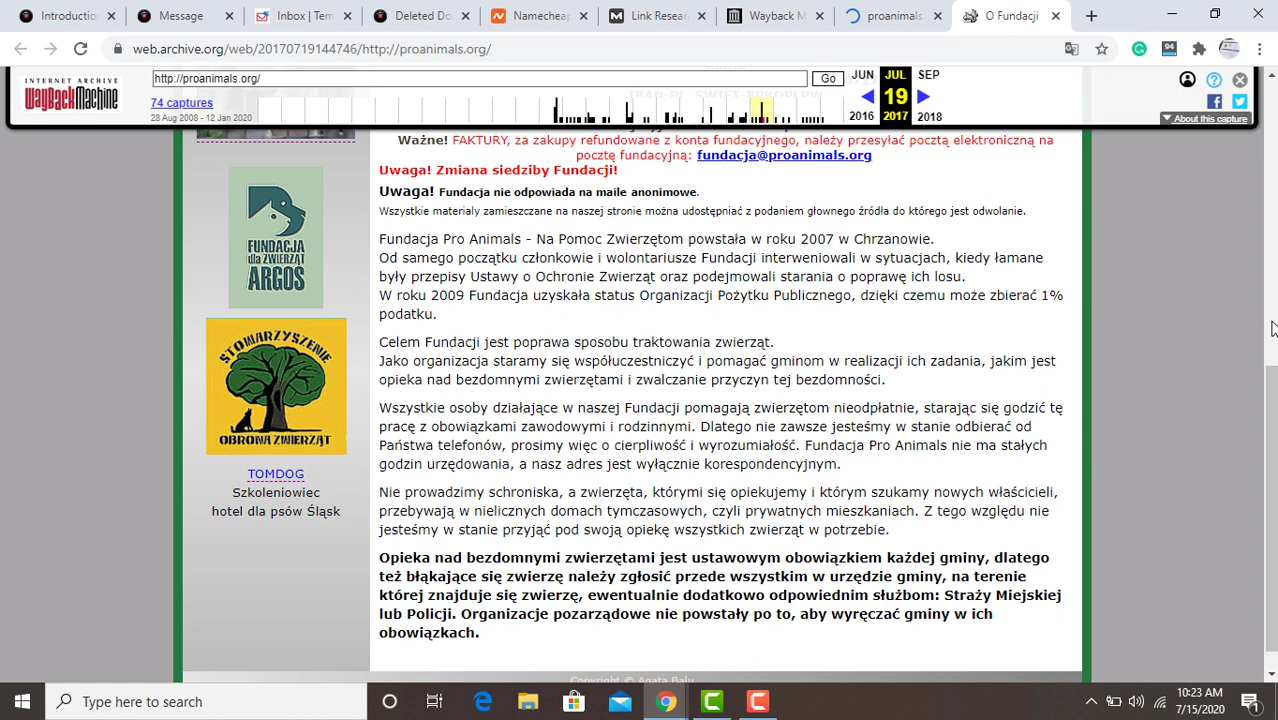 Introduction
Message
Inbox | Tem
Deleted Do
Namecheap
Link Resear
Wayback M
proanimals.
O Fundacji
web.archive.org/web/20170719144746/http://proanimals.org/
94
INTERNET ARCHIVE
WayBackMachine
http://proanimals.org/
Go
JUN JUL SEP
74 captures
19
28 Aug 2008 - 12 Jan 2020
2016 2017 2018
About this capture
Ważne! FAKTURY, za zakupy refundowane z konta fundacyjnego, należy przesyłać pocztą elektroniczną na
pocztę fundacyjną: fundacja@proanimals.org
Uwaga! Zmiana siedziby Fundacji!
Uwaga! Fundacja nie odpowiada na maile anonimowe.
Wszystkie materialy zamieszczane na naszej stronie można udostępniać z podaniem głownego źródła do którego jest odwolanie.
Fundacja Pro Animals - Na Pomoc Zwierzętom powstała w roku 2007 w Chrzanowie.
Od samego początku członkowie i wolontariusze Fundacji interweniowali w sytuacjach, kiedy łamane
były przepisy Ustawy o Ochronie Zwierząt oraz podejmowali starania o poprawę ich losu.
W roku 2009 Fundacja uzyskała status Organizacji Pożytku Publicznego, dzięki czemu może zbierać 1%
podatku.
Celem Fundacji jest poprawa sposobu traktowania zwierząt.
Jako organizacja staramy się współuczestniczyć i pomagać gminom w realizacji ich zadania, jakim jest
opieka nad bezdomnymi zwierzętami i zwalczanie przyczyn tej bezdomności.
Wszystkie osoby działające w naszej Fundacji pomagają zwierzętom nieodpłatnie, starając się godzić tę
pracę z obowiązkami zawodowymi i rodzinnymi. Dlatego nie zawsze jesteśmy w stanie odbierać od
Państwa telefonów, prosimy więc o cierpliwość i wyrozumiałość. Fundacja Pro Animals nie ma stałych
godzin urzędowania, a nasz adres jest wyłącznie korespondencyjnym.
Nie prowadzimy schroniska, a zwierzęta, którymi się opiekujemy i którym szukamy nowych właścicieli,
przebywają w nielicznych domach tymczasowych, czyli prywatnych mieszkaniach. Z tego względu nie
jesteśmy w stanie przyjąć pod swoją opiekę wszystkich zwierząt w potrzebie.
Opieka nad bezdomnymi zwierzętami jest ustawowym obowiązkiem każdej gminy, dlatego
też błąkające się zwierzę należy zgłosić przede wszystkim w urzędzie gminy, na terenie
której znajduje się zwierzę, ewentualnie dodatkowo odpowiednim służbom: Straży Miejskiej
lub Policji. Organizacje pozarządowe nie powstały po to, aby wyręczać gminy w ich
obowiązkach.
FUNDACJA
dla ZWIERZĄT
ARGOS
STOWARZYSZENIE
OBRONA ZWIERZĄT
TOMDOG
Szkoleniowiec
hotel dla psów Śląsk
Copyright © Agata Balu
Type here to search
10:23 AM
7/15/2020
1